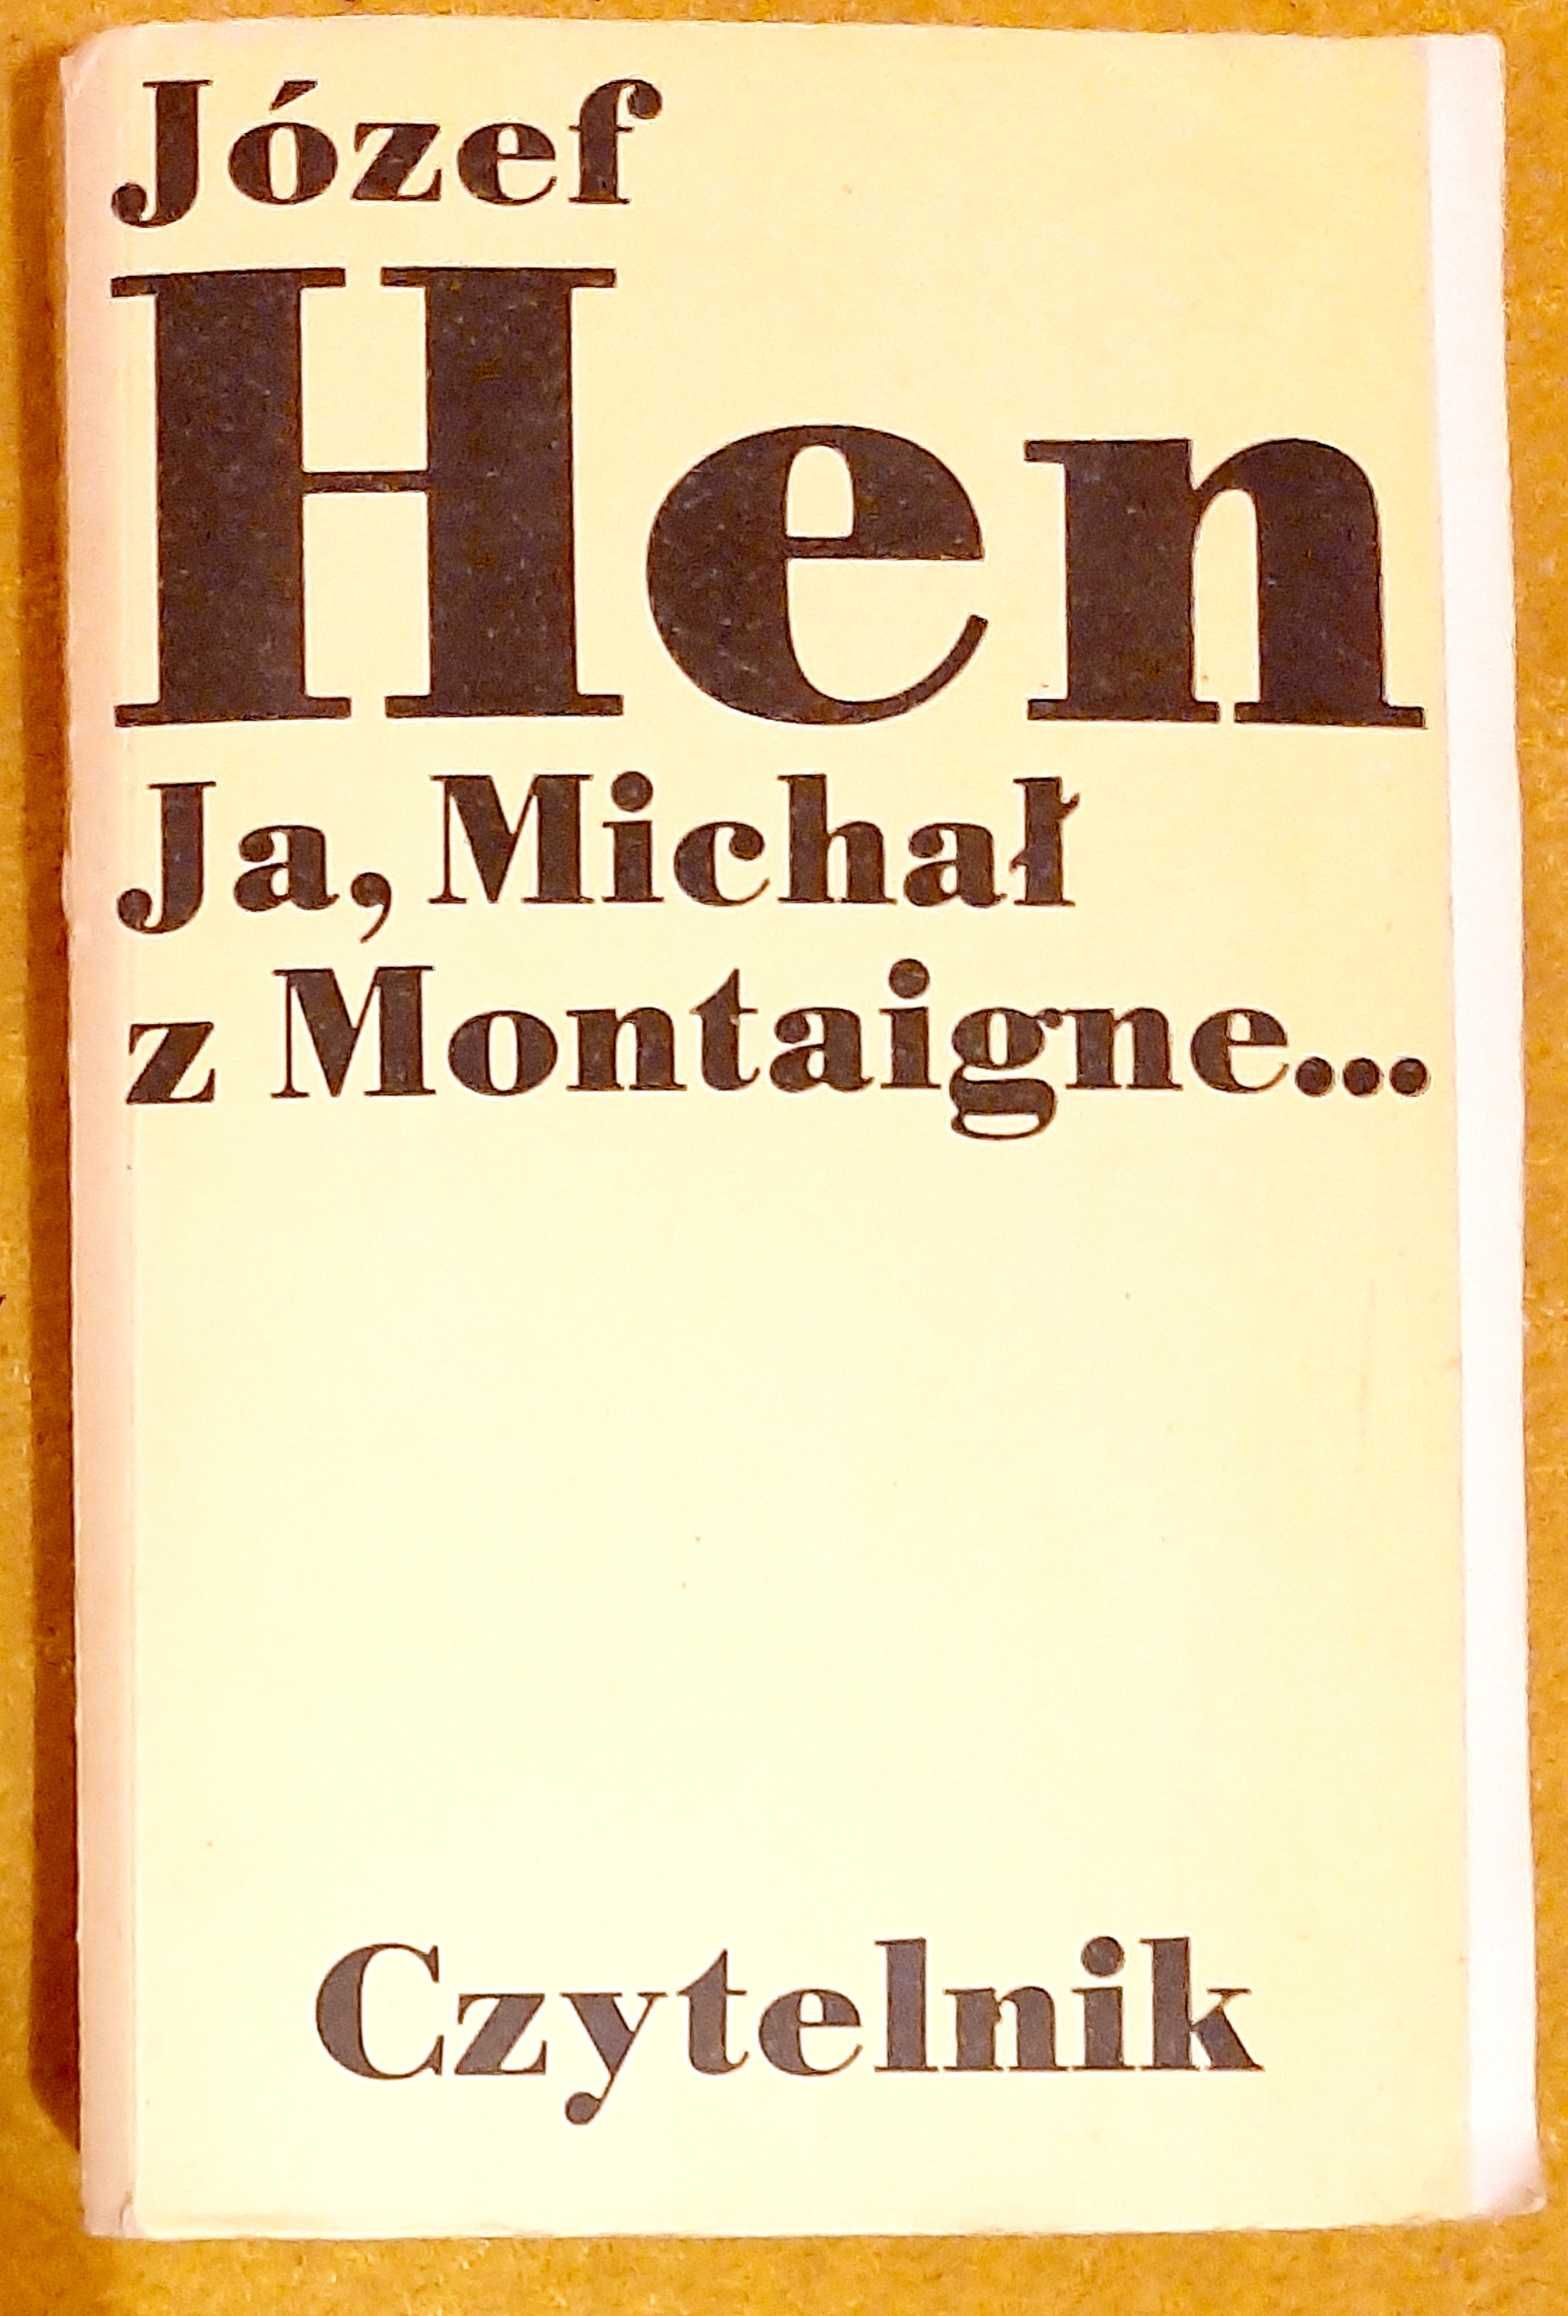 Józef
Hen
Ja, Michał
z Montaigne...
Czytelnik